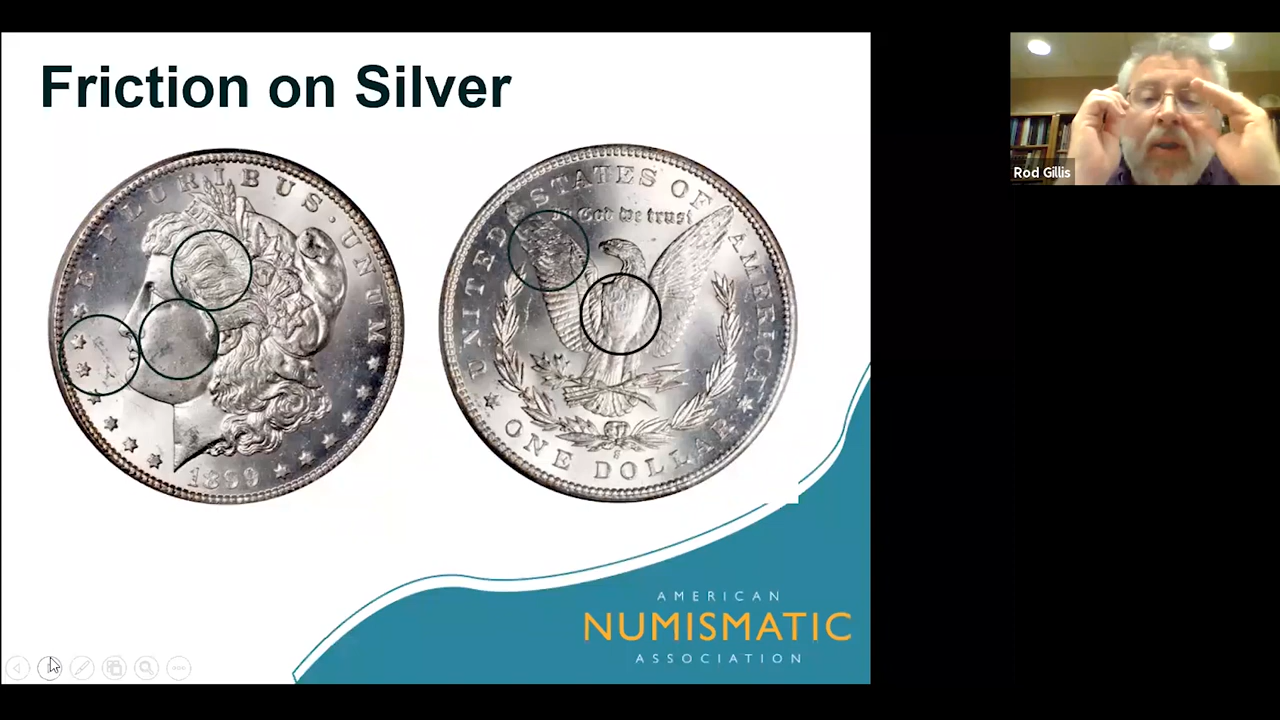 Friction on Silver
Rod Gillis
E PLURIBUS UNUM
1899
UNITED STATES OF AMERICA
In God We trust
S
ONE DOLLAR
AMERICAN
NUMISMATIC
ASSOCIATION